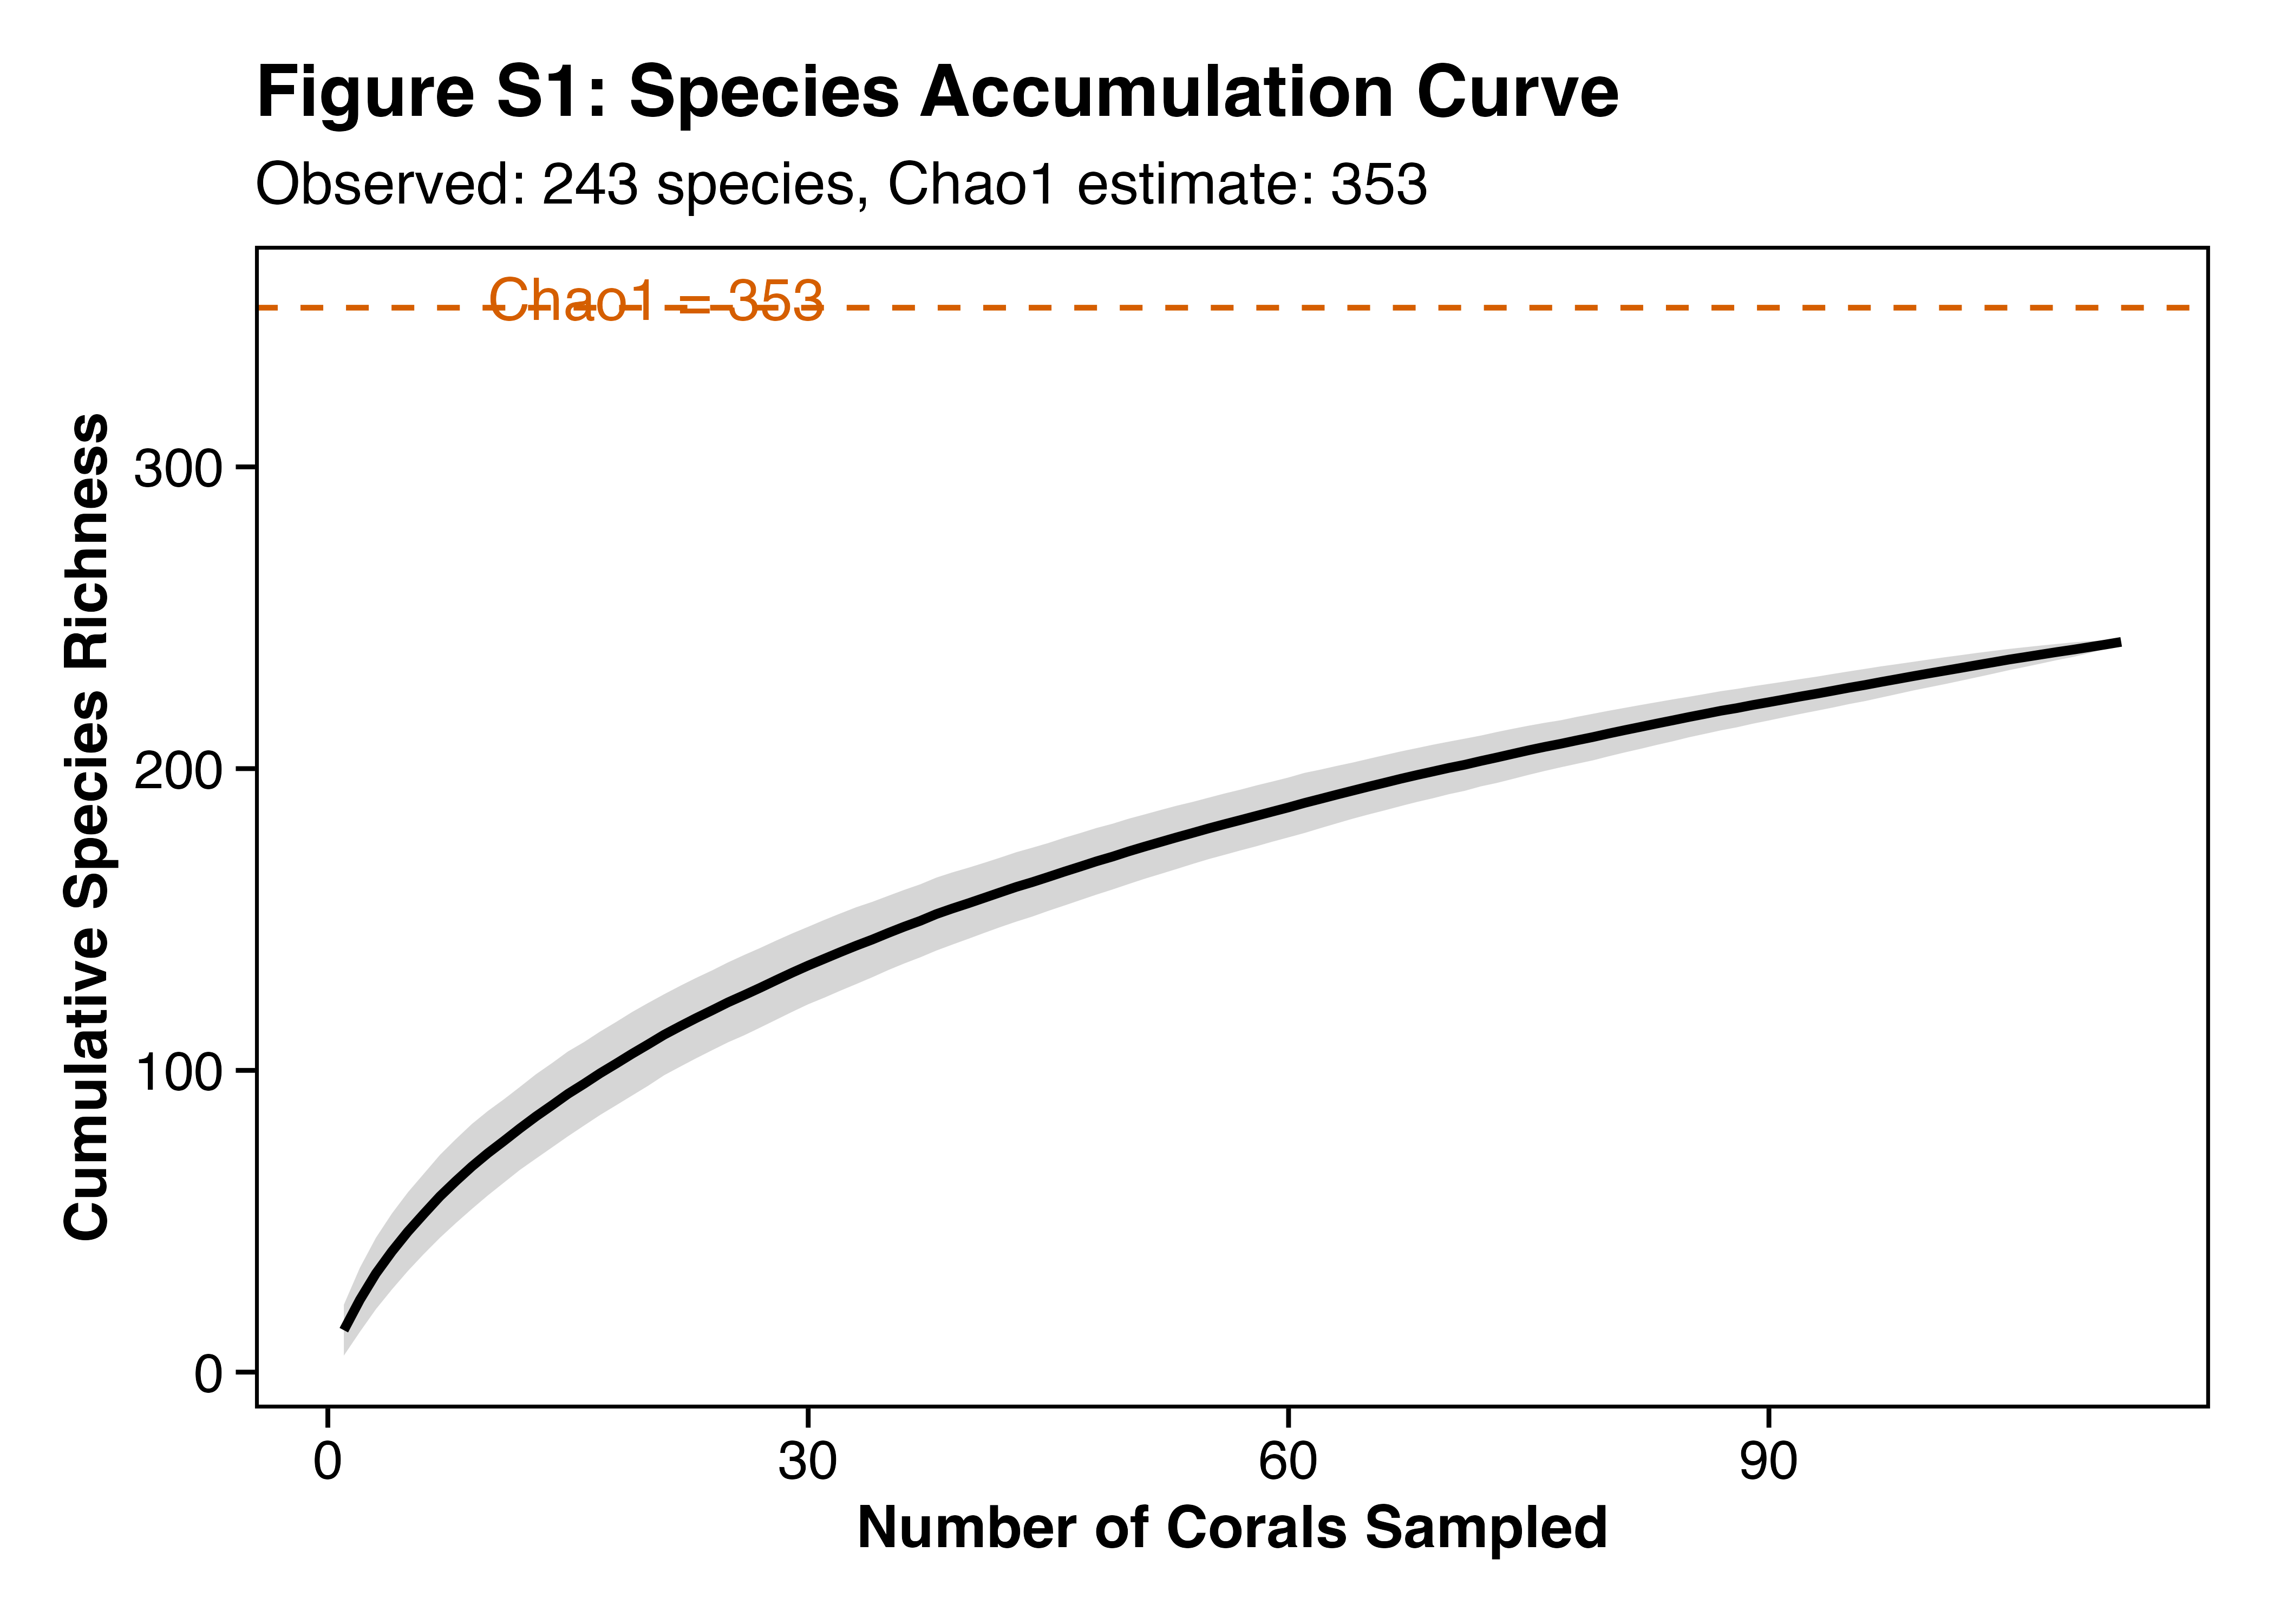 Figure S1: Species Accumulation Curve
Observed: 243 species, Chao1 estimate: 353
Chao1 = 353
Cumulative Species Richness
300
200
100
0
0 30 60 90
Number of Corals Sampled